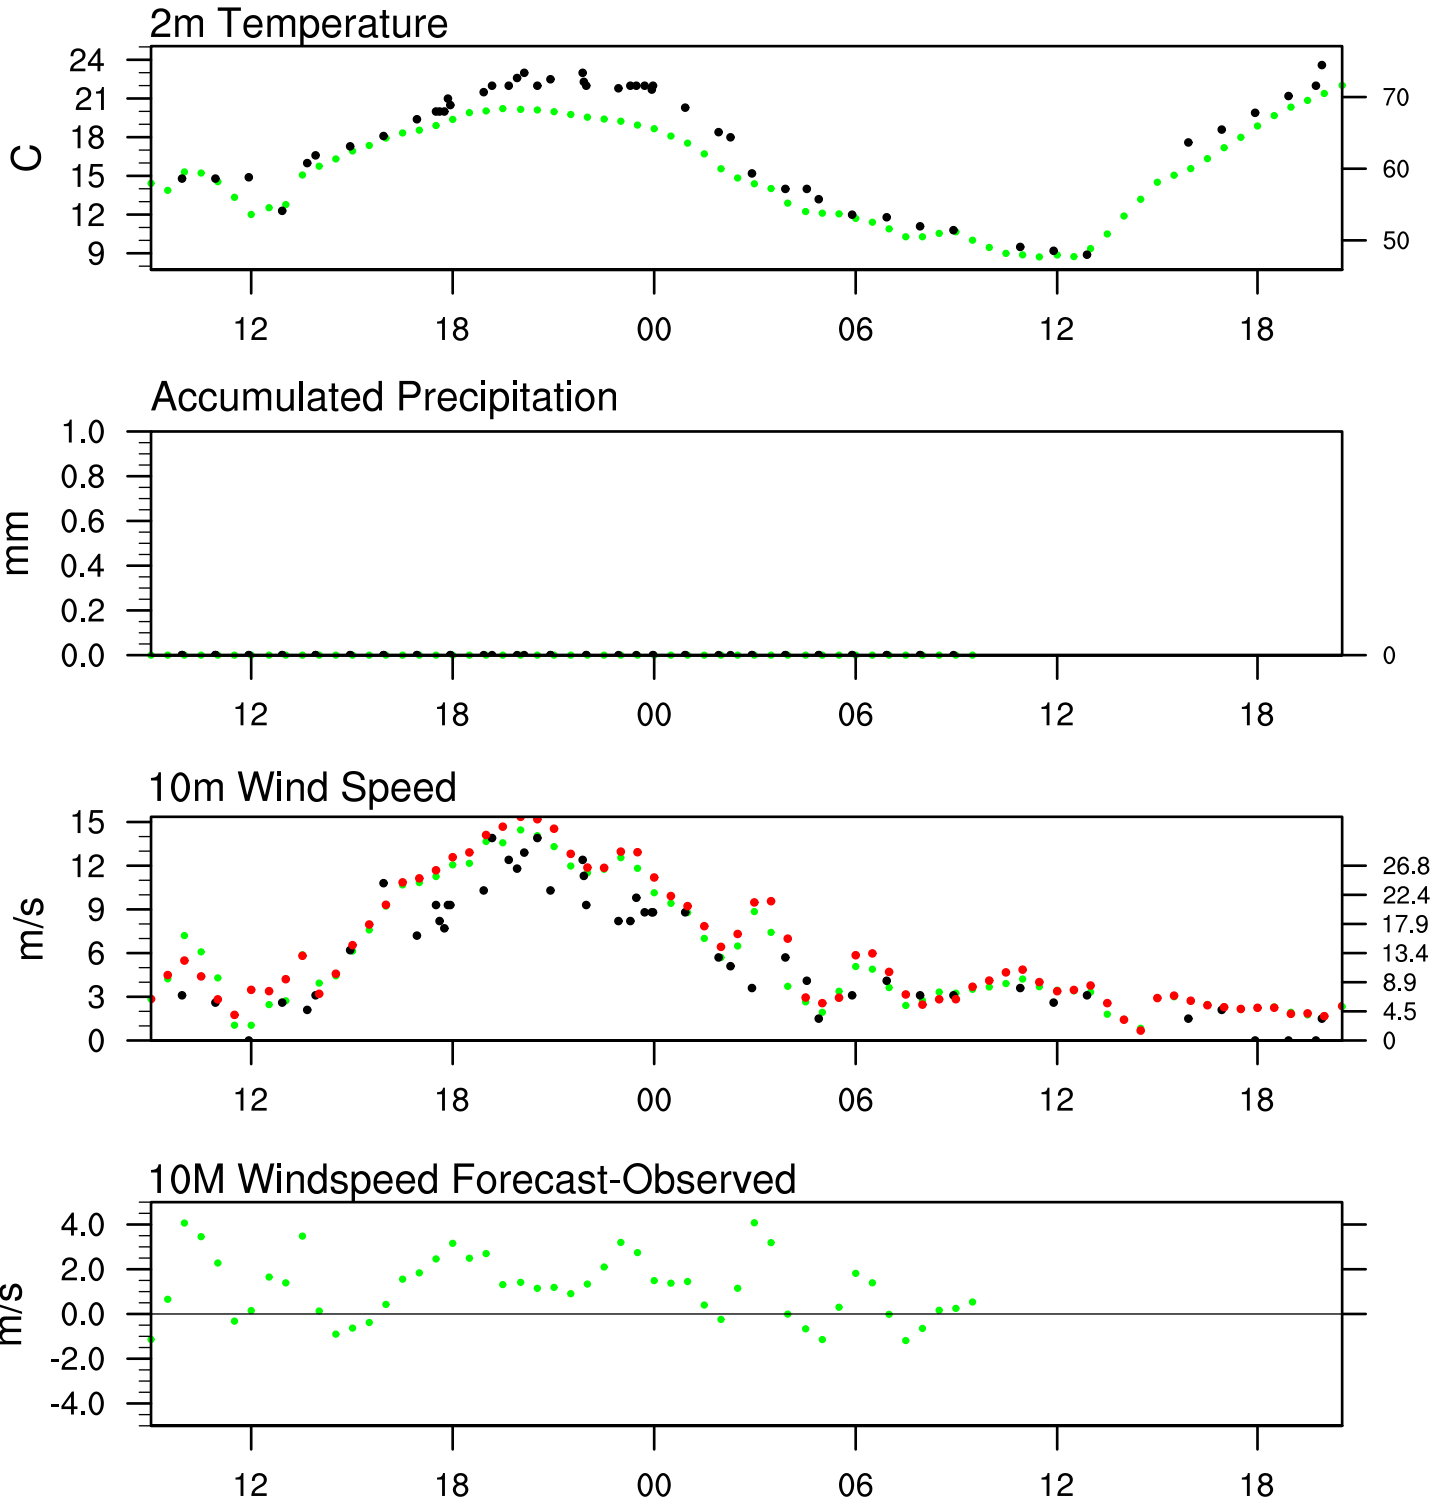 2m Temperature
24
21
18
15
12
9
C
70
60
50
12 18 00 06 12 18
Accumulated Precipitation
1.0
0.8
0.6
0.4
0.2
0.0
mm
0
12 18 00 06 12 18
10m Wind Speed
15
12
9
6
3
0
m/s
26.8
22.4
17.9
13.4
8.9
4.5
0
12 18 00 06 12 18
10M Windspeed Forecast-Observed
4.0
2.0
0.0
-2.0
-4.0
m/s
12 18 00 06 12 18